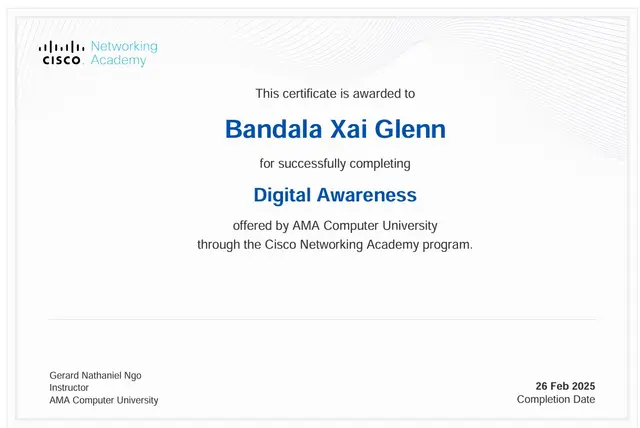 Networking
CISCO Academy
This certificate is awarded to
Bandala Xai Glenn
for successfully completing
Digital Awareness
offered by AMA Computer University
through the Cisco Networking Academy program.
Gerard Nathaniel Ngo
Instructor
AMA Computer University
26 Feb 2025
Completion Date